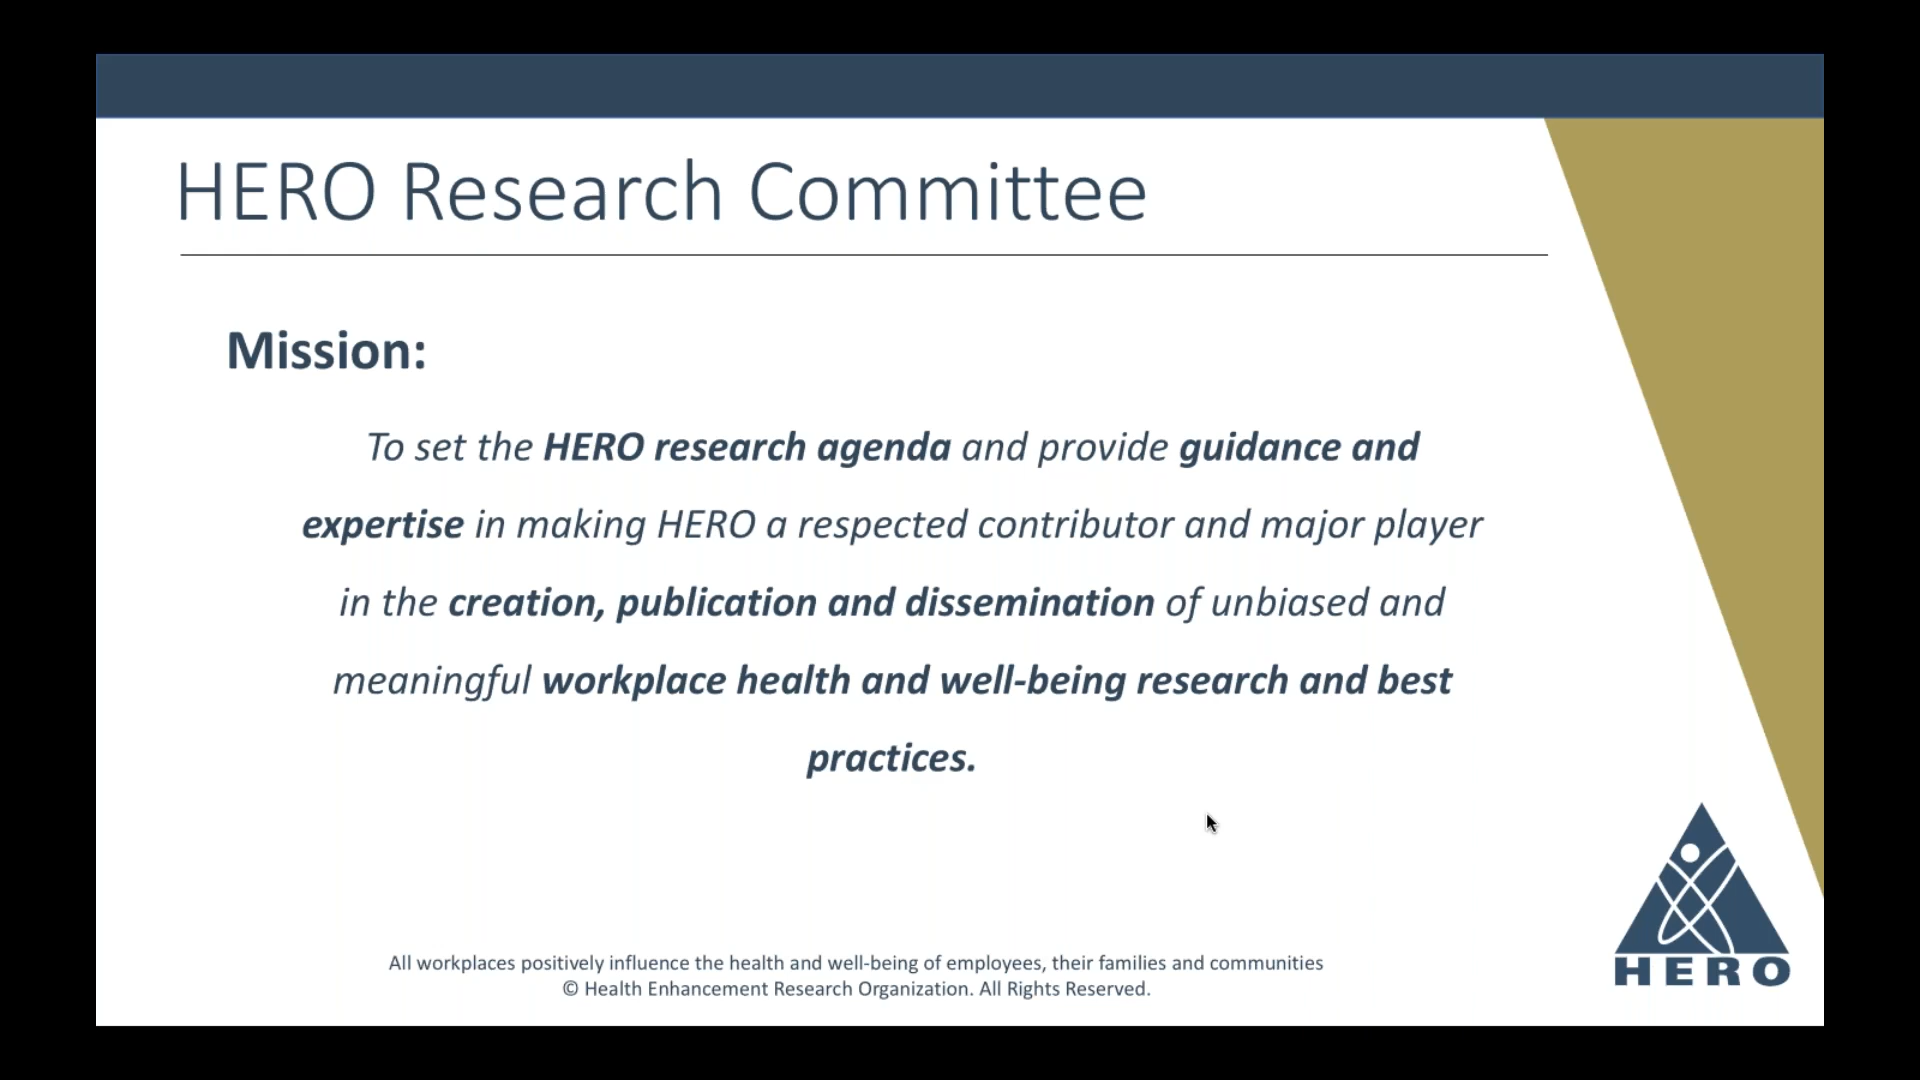 HERO Research Committee
Mission:
To set the HERO research agenda and provide guidance and
expertise in making HERO a respected contributor and major player
in the creation, publication and dissemination of unbiased and
meaningful workplace health and well-being research and best
practices.
All workplaces positively influence the health and well-being of employees, their families and communities
© Health Enhancement Research Organization. All Rights Reserved.
HERO